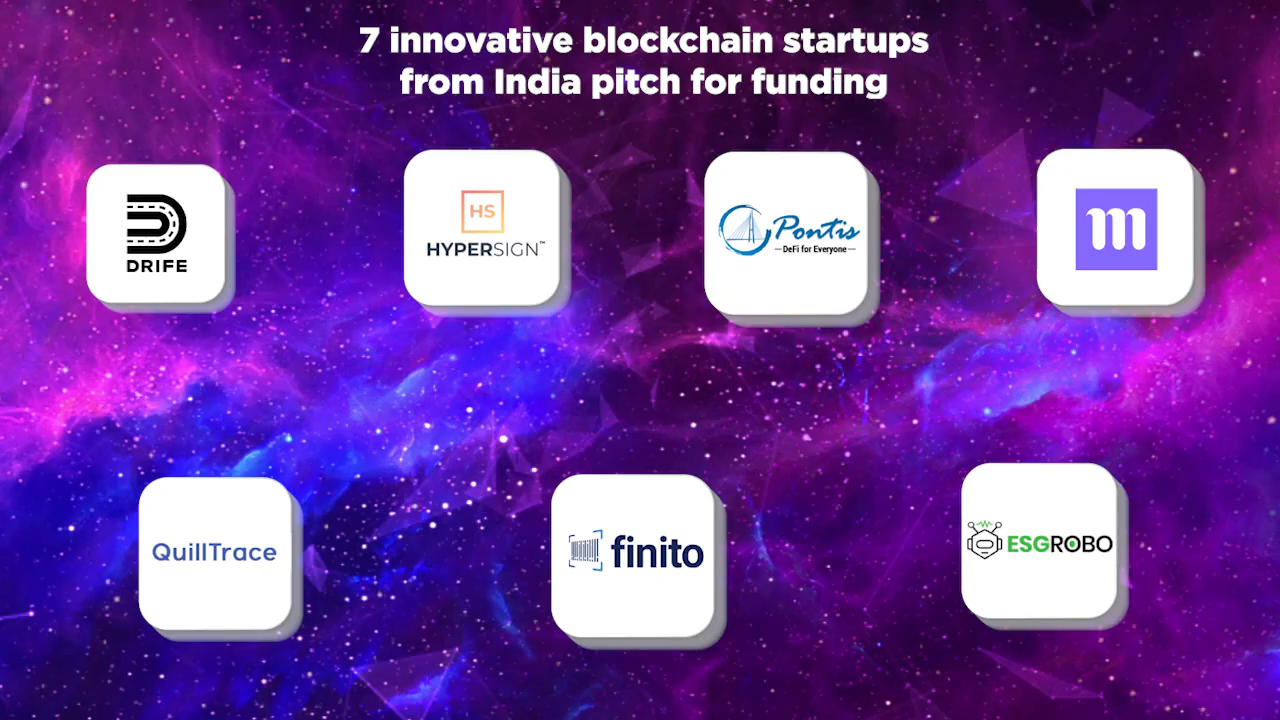 7 innovative blockchain startups
from India pitch for funding
DRIFE
HS
HYPERSIGN™
Pontis
DeFi for Everyone
m
QuillTrace
finito
ESGROBO